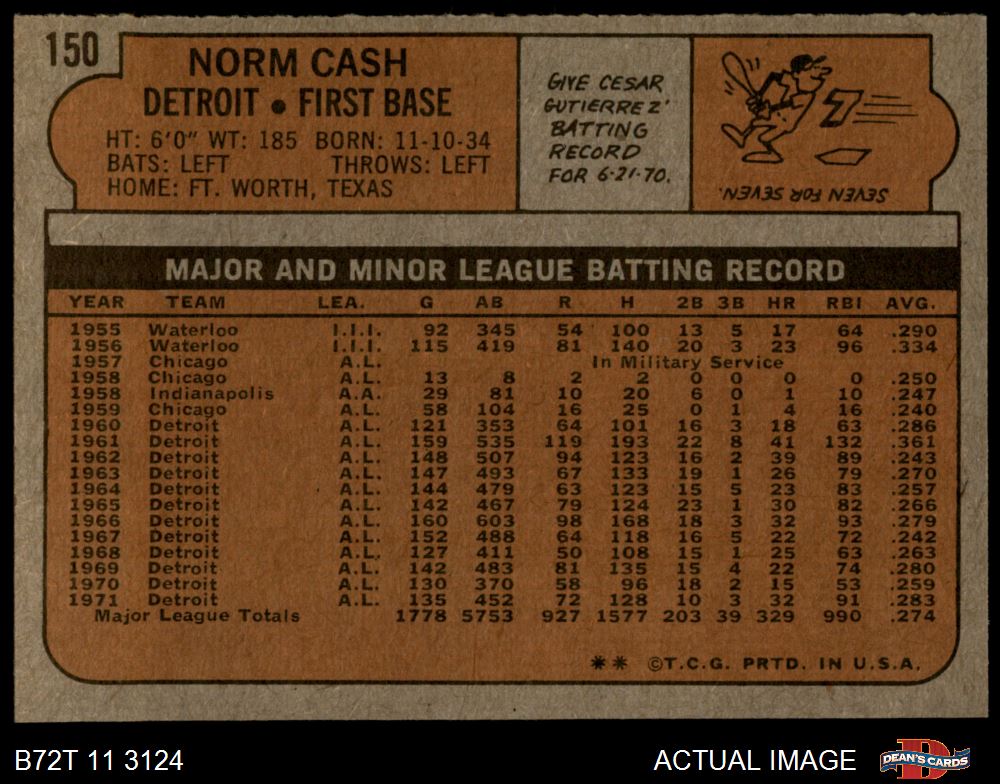 150
NORM CASH
DETROIT • FIRST BASE
HT: 6'0" WT: 185 BORN: 11-10-34
BATS: LEFT THROWS: LEFT
HOME: FT. WORTH, TEXAS
GIVE CESAR
GUTIERREZ'
BATTING
RECORD
FOR 6-21-70.
7
SEVEN FOR SEVEN.
MAJOR AND MINOR LEAGUE BATTING RECORD
YEAR TEAM LEA. G AB R H 2B 3B HR RBI AVG.
1955 Waterloo I.I.I. 92 345 54 100 13 5 17 64 .290
1956 Waterloo I.I.I. 115 419 81 140 20 3 23 96 .334
1957 Chicago A.L. In Military Service
1958 Chicago A.L. 13 8 2 2 0 0 0 0 .250
1958 Indianapolis A.A. 29 81 10 20 6 0 1 10 .247
1959 Chicago A.L. 58 104 16 25 0 1 4 16 .240
1960 Detroit A.L. 121 353 64 101 16 3 18 63 .286
1961 Detroit A.L. 159 535 119 193 22 8 41 132 .361
1962 Detroit A.L. 148 507 94 123 16 2 39 89 .243
1963 Detroit A.L. 147 493 67 133 19 1 26 79 .270
1964 Detroit A.L. 144 479 63 123 15 5 23 83 .257
1965 Detroit A.L. 142 467 79 124 23 1 30 82 .266
1966 Detroit A.L. 160 603 98 168 18 3 32 93 .279
1967 Detroit A.L. 152 488 64 118 16 5 22 72 .242
1968 Detroit A.L. 127 411 50 108 15 1 25 63 .263
1969 Detroit A.L. 142 483 81 135 15 4 22 74 .280
1970 Detroit A.L. 130 370 58 96 18 2 15 53 .259
1971 Detroit A.L. 135 452 72 128 10 3 32 91 .283
Major League Totals 1778 5753 927 1577 203 39 329 990 .274
** ©T.C.G. PRTD. IN U.S.A.
B72T 11 3124
ACTUAL IMAGE
D
DEAN'S CARDS